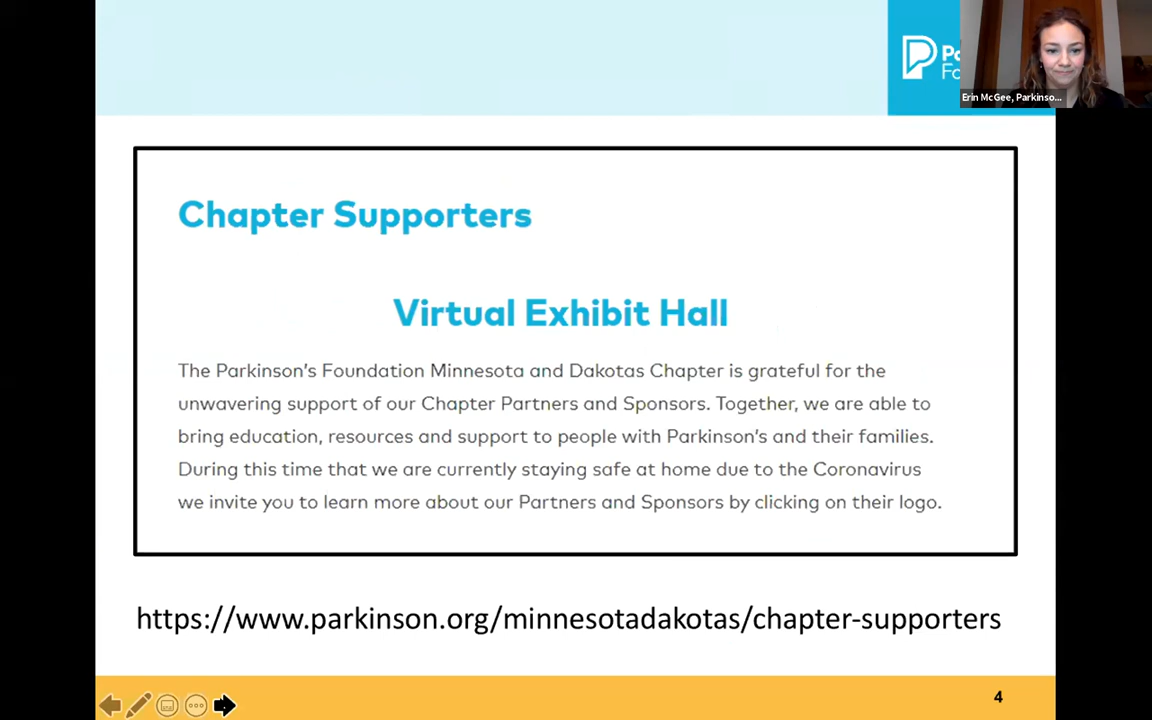 Erin McGee, Parkinso...
Chapter Supporters
Virtual Exhibit Hall
The Parkinson's Foundation Minnesota and Dakotas Chapter is grateful for the
unwavering support of our Chapter Partners and Sponsors. Together, we are able to
bring education, resources and support to people with Parkinson's and their families.
During this time that we are currently staying safe at home due to the Coronavirus
we invite you to learn more about our Partners and Sponsors by clicking on their logo.
https://www.parkinson.org/minnesotadakotas/chapter-supporters
4